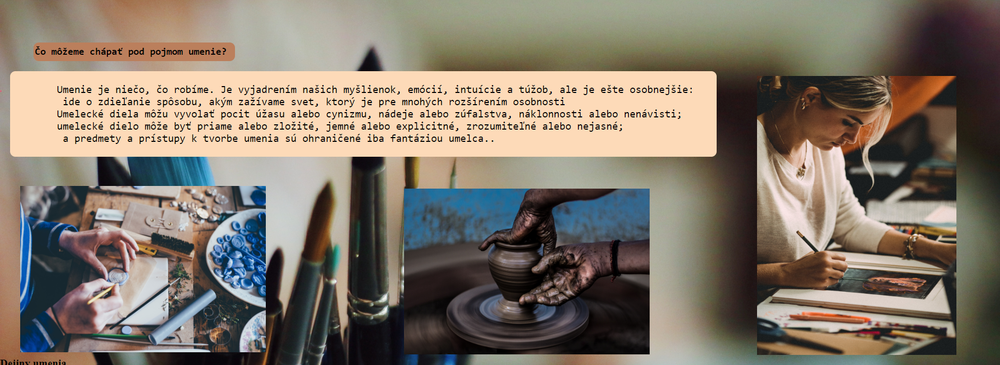 Čo môžeme chápať pod pojmom umenie?
Umenie je niečo, čo robíme. Je vyjadrením našich myšlienok, emócií, intuície a túžob, ale je ešte osobnejšie:
ide o zdieľanie spôsobu, akým zažívame svet, ktorý je pre mnohých rozšírením osobnosti
Umelecké diela môžu vyvolať pocit úžasu alebo cynizmu, nádeje alebo zúfalstva, náklonnosti alebo nenávisti;
umelecké dielo môže byť priame alebo zložité, jemné alebo explicitné, zrozumiteľné alebo nejasné;
a predmety a prístupy k tvorbe umenia sú ohraničené iba fantáziou umelca..
Dejiny umenia